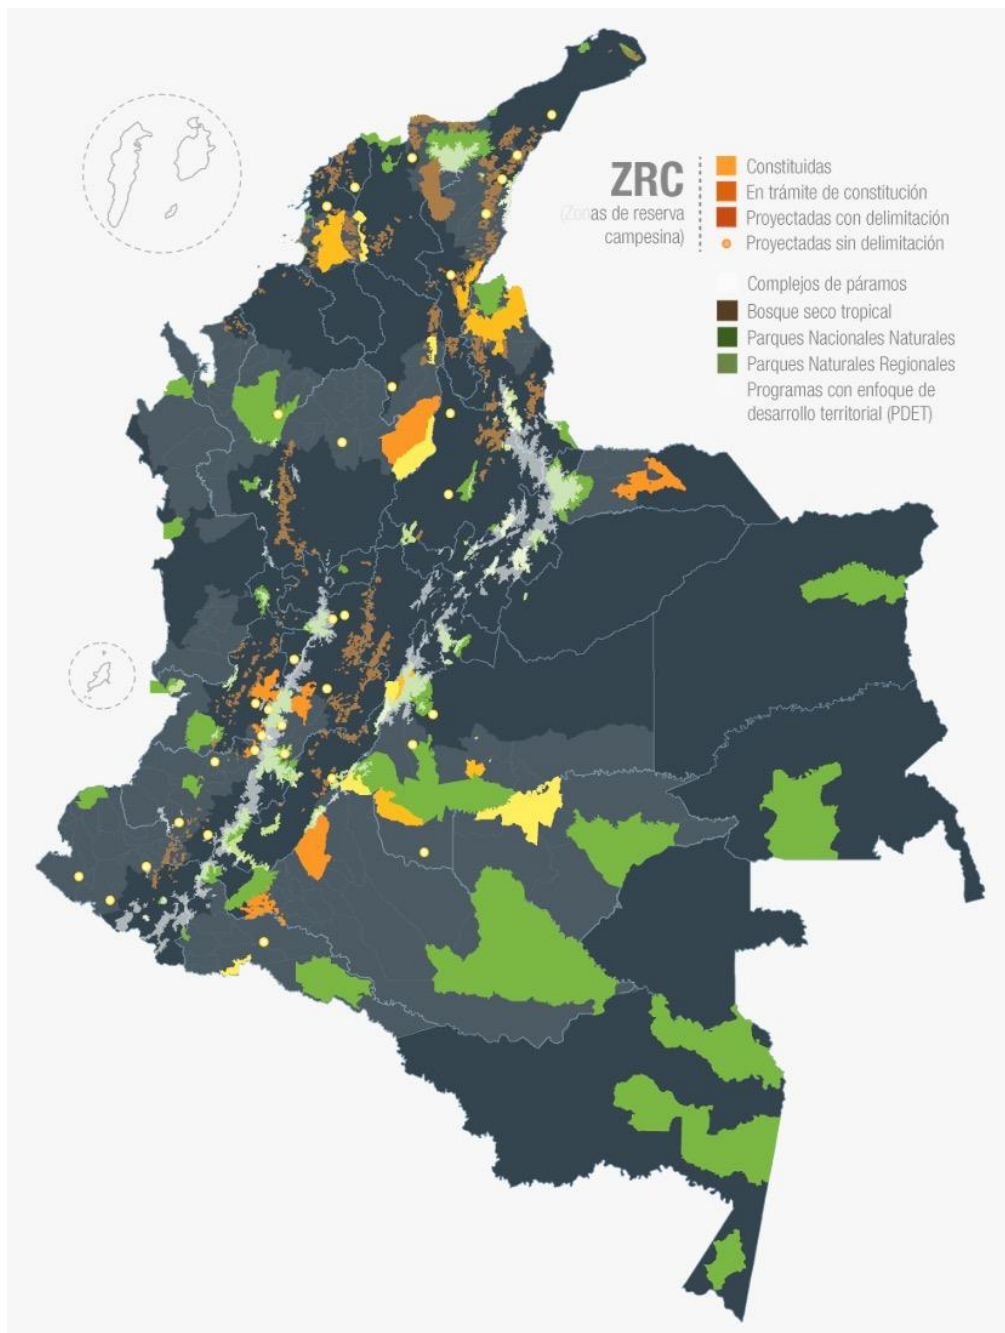 ZRC
(Zonas de reserva
campesina)
Constituidas
En trámite de constitución
Proyectadas con delimitación
Proyectadas sin delimitación
Complejos de páramos
Bosque seco tropical
Parques Nacionales Naturales
Parques Naturales Regionales
Programas con enfoque de
desarrollo territorial (PDET)